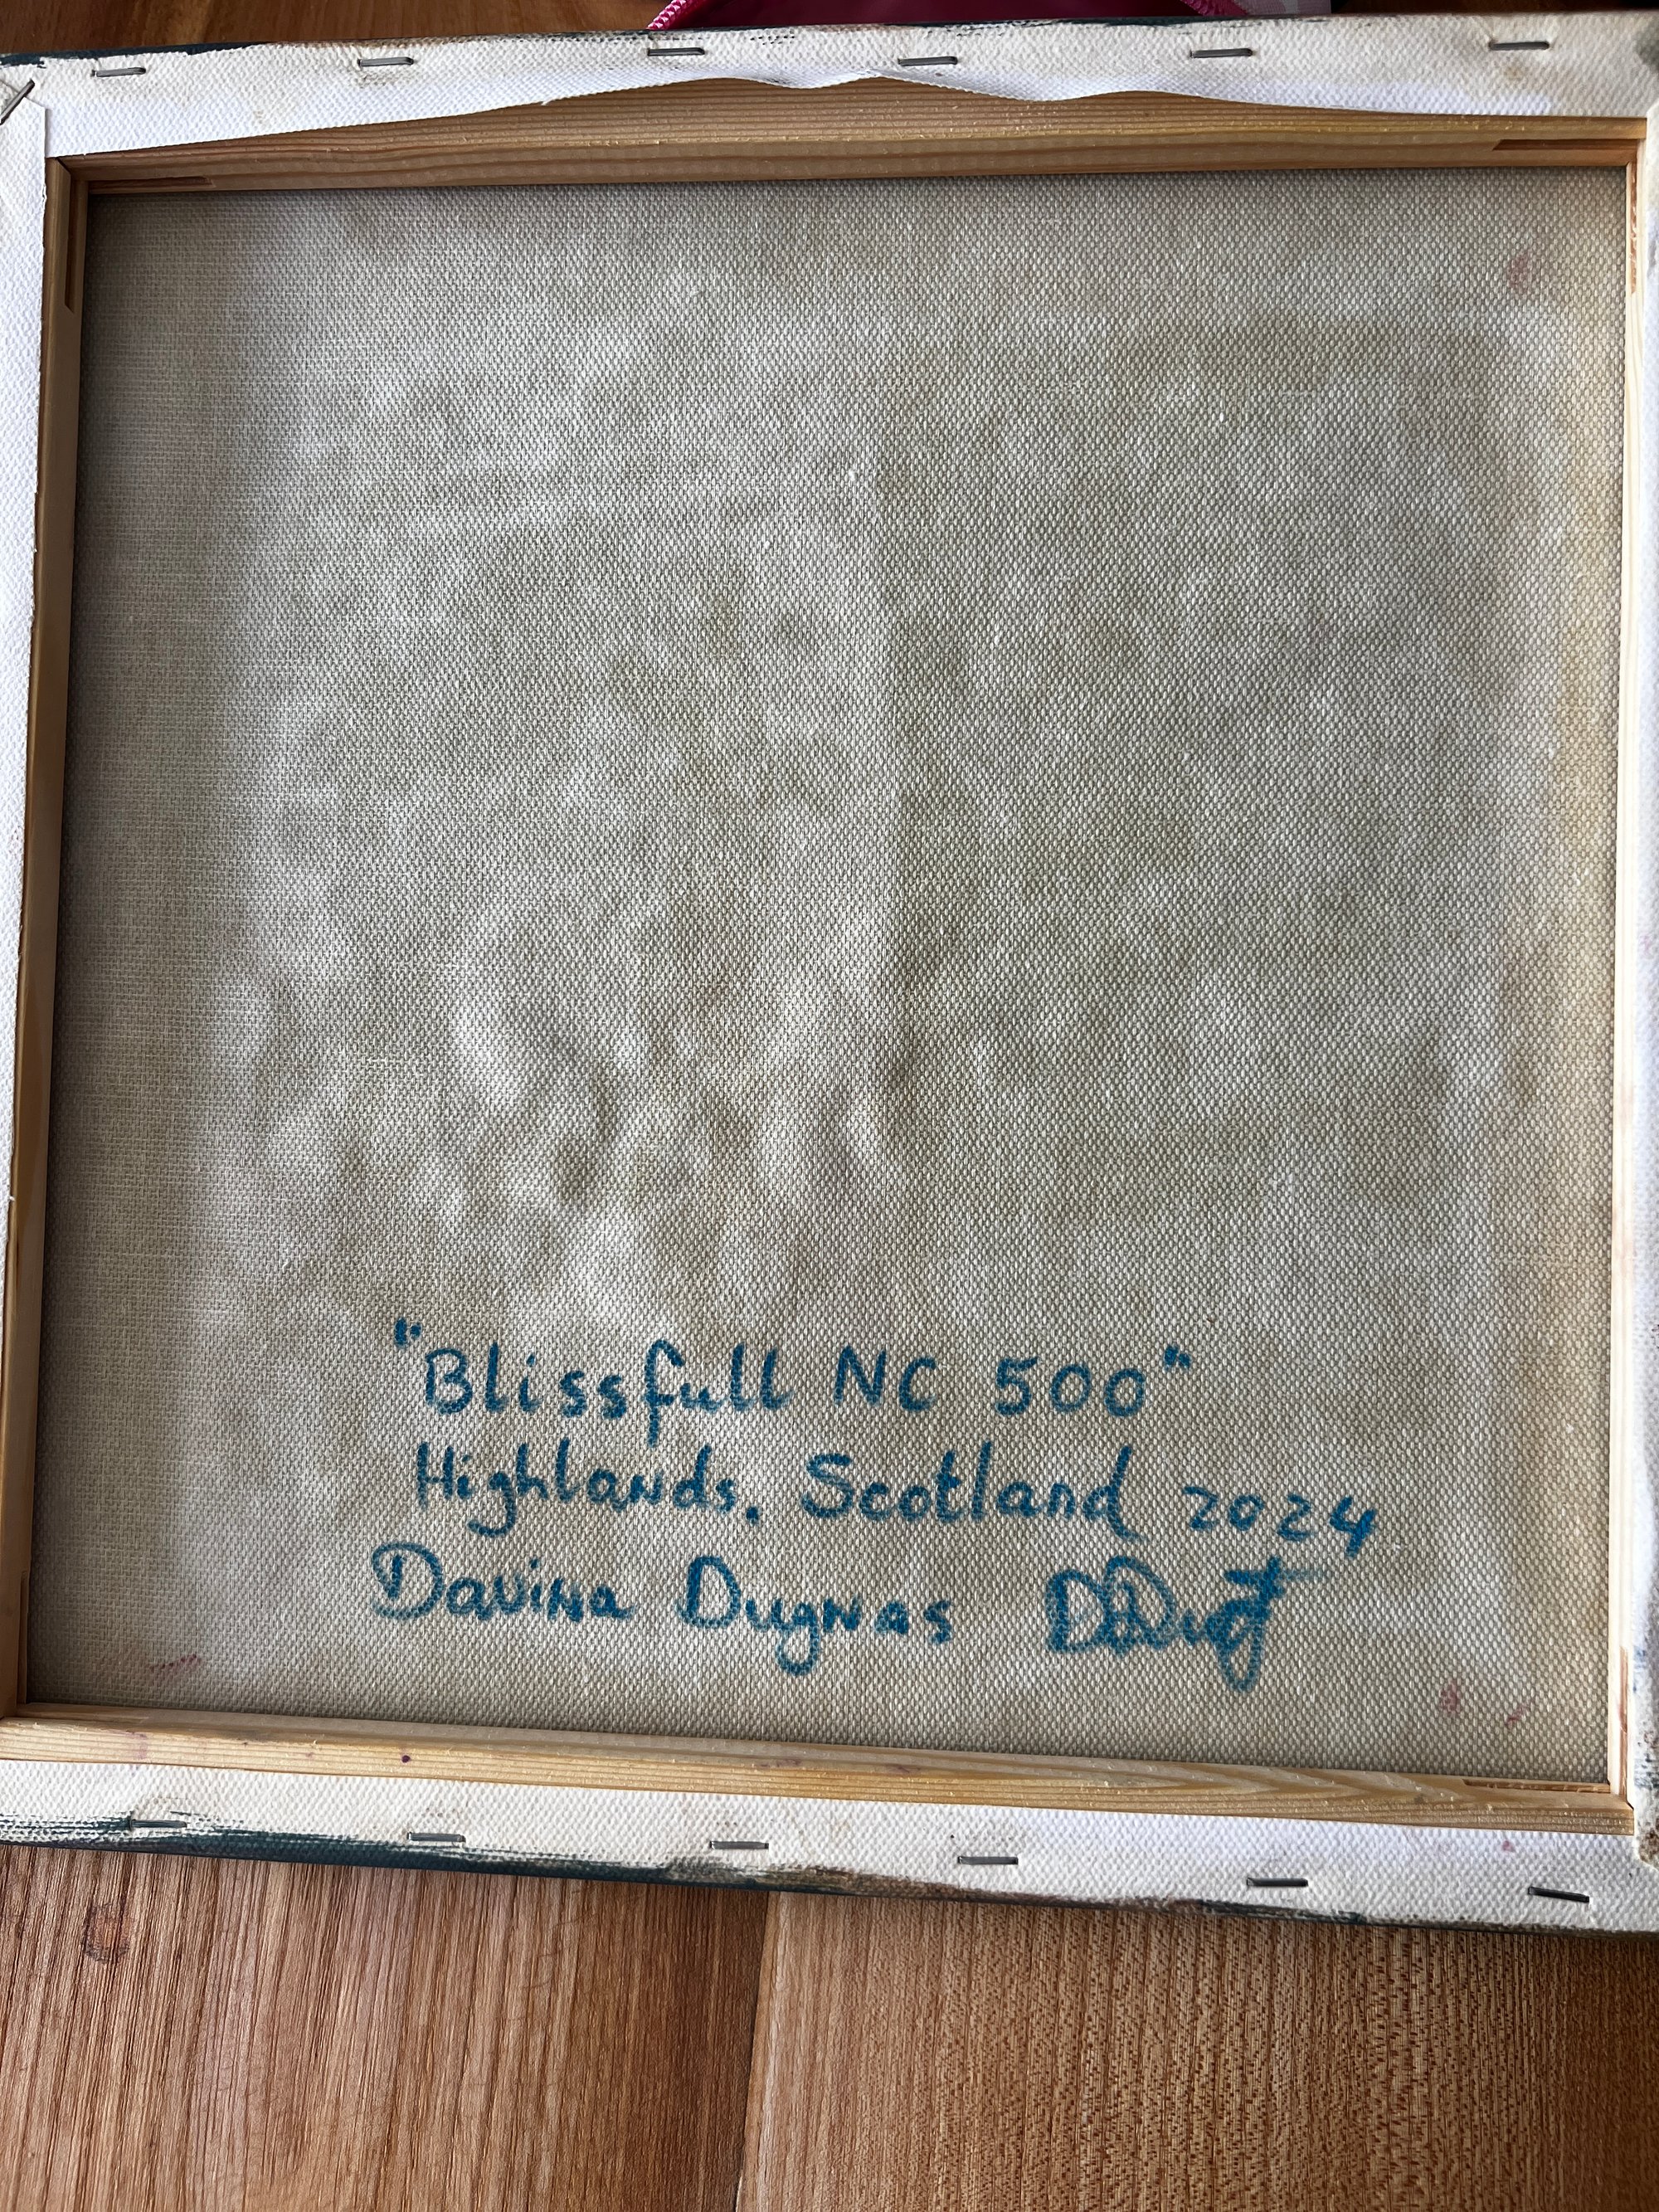 "Blissfull NC 500"
Highlands, Scotland 2024
Davina Dugnas